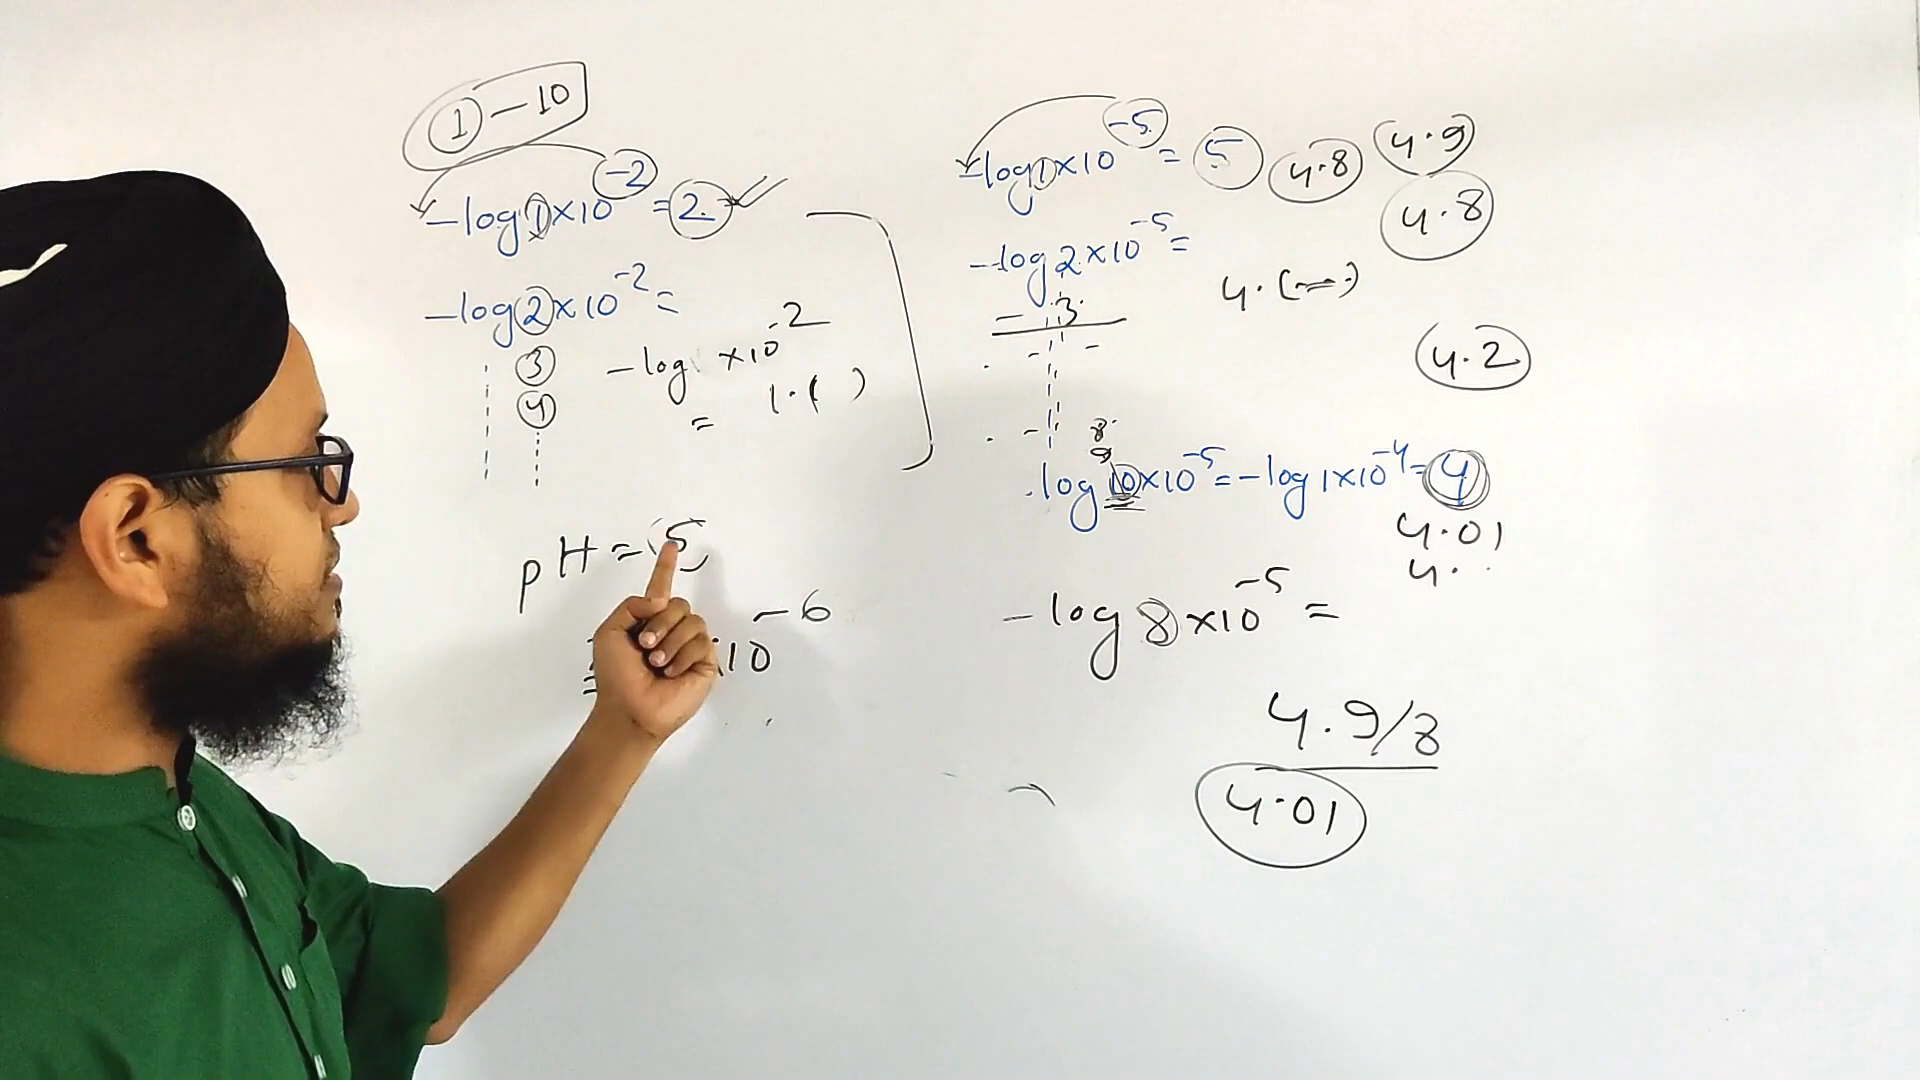 1 - 10
-log 1×10^-2 = 2.
-log 2×10^-2 =
3
4
-log ×10^-2
= 1.( )
pH = 5
×10^-6
-log 1×10^-5 = 5
4.8
4.9
4.8
-log 2×10^-5 =
4.( )
- 3
4.2
8
9
log 10×10^-5 = -log 1×10^-4 = 4
4.01
4..
-log 8×10^-5 =
4.9/8
4.01